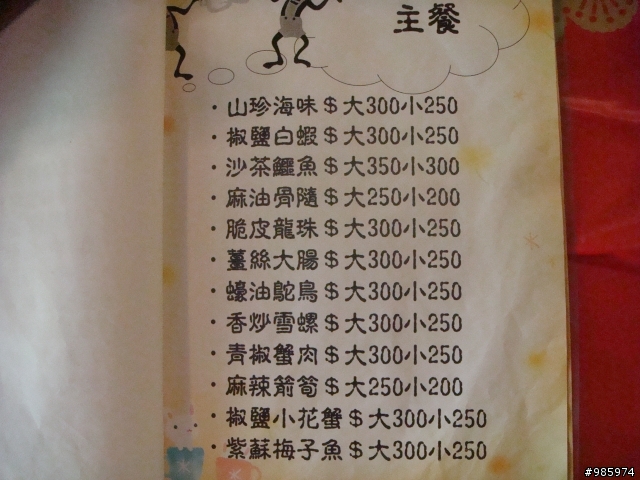 主餐
・山珍海味＄大300小250
・椒鹽白蝦＄大300小250
・沙茶鱷魚＄大350小300
・麻油骨隨＄大250小200
・脆皮龍珠＄大300小250
・薑絲大腸＄大300小250
・蠔油鴕鳥＄大300小250
・香炒雪螺＄大300小250
・青椒蟹肉＄大300小250
・麻辣箭筍＄大250小200
・椒鹽小花蟹＄大300小250
・紫蘇梅子魚＄大300小250
#985974